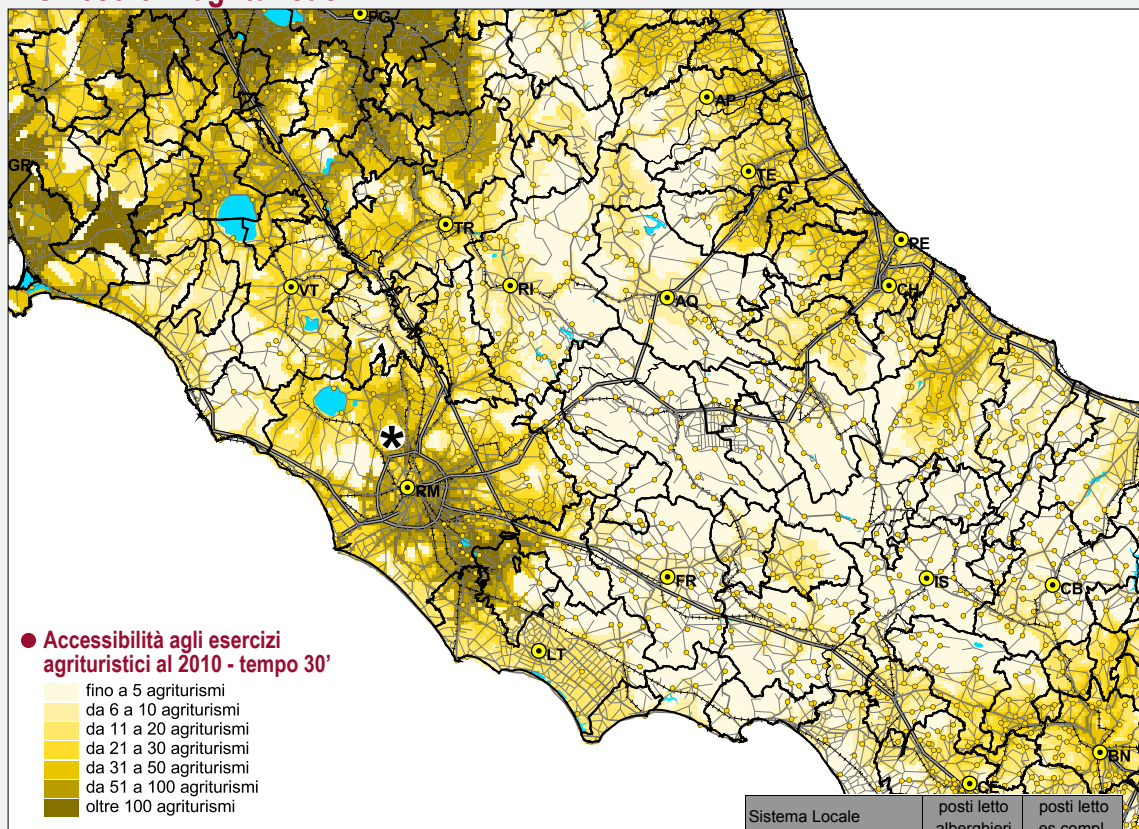 PG
AP
GR
TE
TR
PE
VT
RI
AQ
CH
*
RM
FR
IS
CB
LT
BN
CE
● Accessibilità agli esercizi
agrituristici al 2010 - tempo 30’
fino a 5 agriturismi
da 6 a 10 agriturismi
da 11 a 20 agriturismi
da 21 a 30 agriturismi
da 31 a 50 agriturismi
da 51 a 100 agriturismi
oltre 100 agriturismi
Sistema Locale
posti letto
alberghieri
posti letto
es.compl.